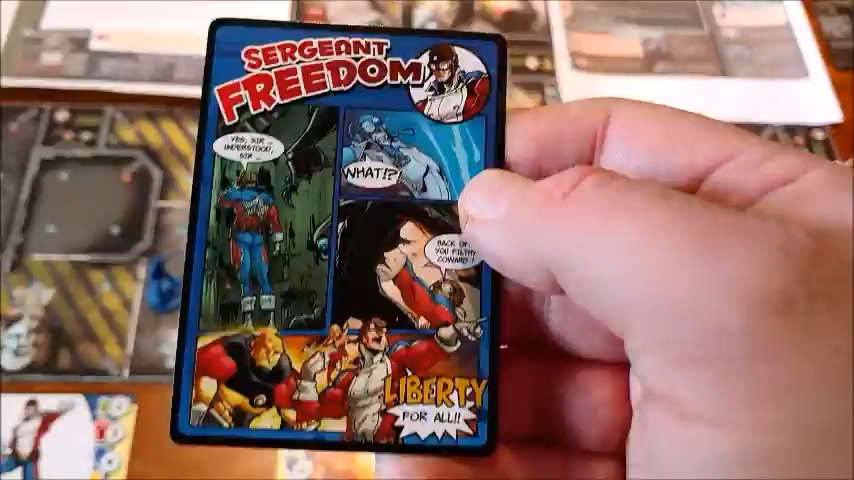 SERGEANT
FREEDOM
YES, SIR _
UNDERSTOOD,
SIR _
WHAT!?!
BACK OFF,
YOU FILTHY
COWARD!
LIBERTY
FOR ALL!!